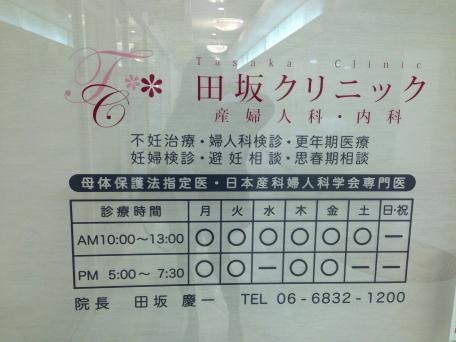 Tasaka Clinic
TC 田坂クリニック
産婦人科・内科
不妊治療・婦人科検診・更年期医療
妊婦検診・避妊相談・思春期相談
母体保護法指定医・日本産科婦人科学会専門医
診療時間 月 火 水 木 金 土 日・祝
AM10:00〜13:00 ○ ○ ○ ○ ○ ○ ー
PM 5:00〜 7:30 ○ ○ ー ○ ○ ー ー
院長 田坂 慶一 TEL 06-6832-1200